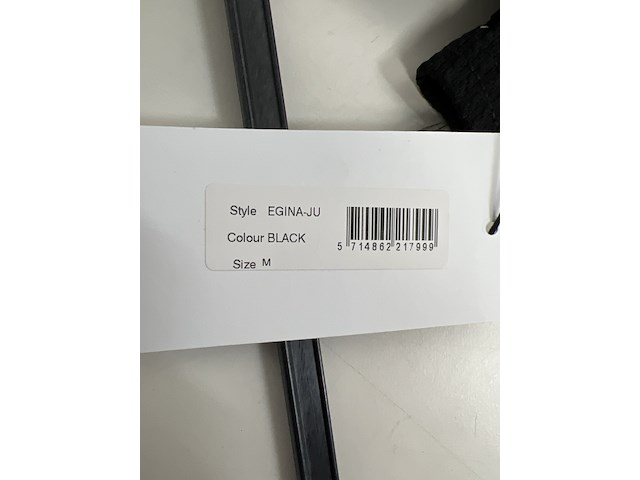 Style EGINA-JU
Colour BLACK
5 714862 217999
Size M